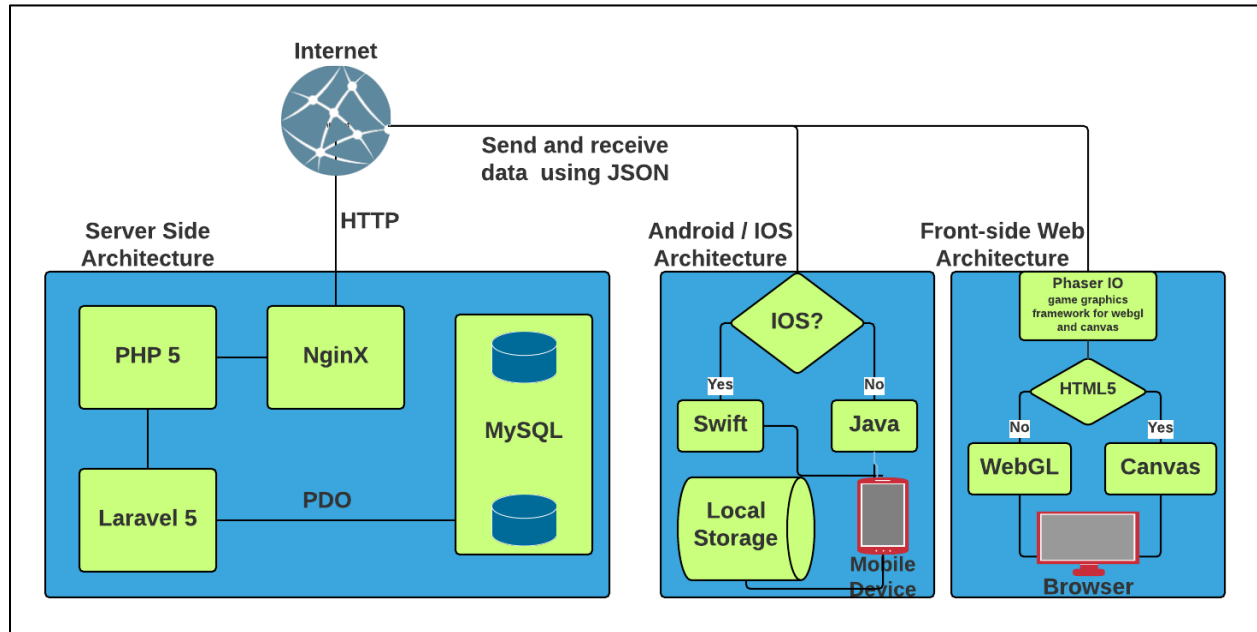 Internet
Send and receive
data using JSON
HTTP
Server Side
Architecture
PHP 5
NginX
MySQL
Laravel 5
PDO
Android / IOS
Architecture
IOS?
Yes
No
Swift
Java
Local
Storage
Mobile
Device
Front-side Web
Architecture
Phaser IO
game graphics
framework for webgl
and canvas
HTML5
No
Yes
WebGL
Canvas
Browser